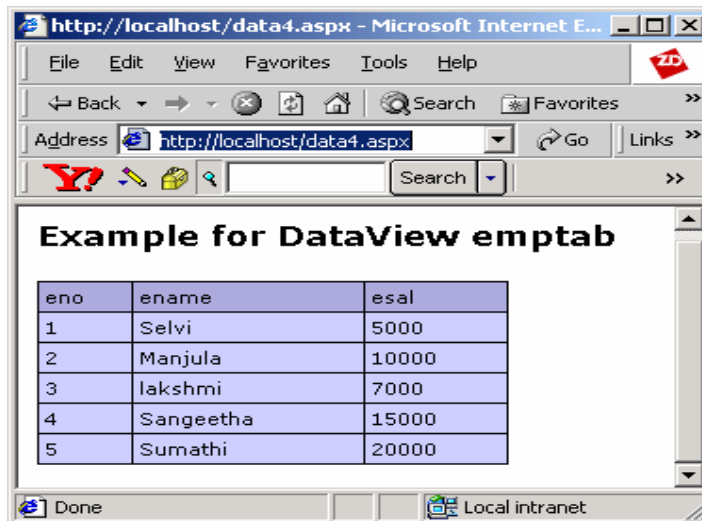 http://localhost/data4.aspx - Microsoft Internet E...
File Edit View Favorites Tools Help
ZD
Back Search Favorites »
Address http://localhost/data4.aspx Go Links »
Y! Search »
Example for DataView emptab
eno ename esal
1 Selvi 5000
2 Manjula 10000
3 lakshmi 7000
4 Sangeetha 15000
5 Sumathi 20000
Done Local intranet